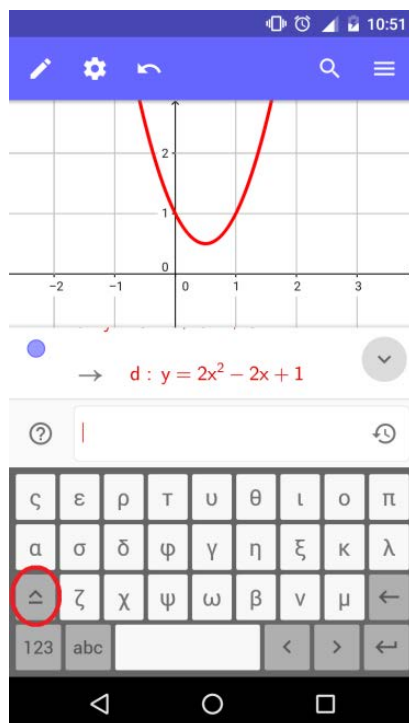 10:51
2
1
0
-2 -1 0 1 2 3
→ d : y = 2x² − 2x + 1
ς ε ρ τ υ θ ι ο π
α σ δ φ γ η ξ κ λ
ζ χ ψ ω β ν μ ←
123 abc < > ↵